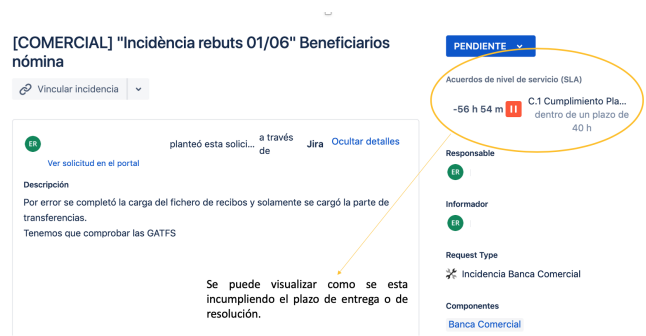 [COMERCIAL] "Incidència rebuts 01/06" Beneficiarios
nómina
Vincular incidencia
ER
planteó esta solici...
a través
de
Jira
Ocultar detalles
Ver solicitud en el portal
Descripción
Por error se completó la carga del fichero de recibos y solamente se cargó la parte de
transferencias.
Tenemos que comprobar las GATFS
Se puede visualizar como se esta
incumpliendo el plazo de entrega o de
resolución.
PENDIENTE
Acuerdos de nivel de servicio (SLA)
-56 h 54 m
C.1 Cumplimiento Pla...
dentro de un plazo de
40 h
Responsable
ER
Informador
ER
Request Type
Incidencia Banca Comercial
Componentes
Banca Comercial